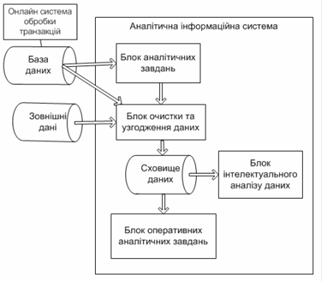 Онлайн система
обробки
транзакцій
Аналітична інформаційна система
База
даних
Блок аналітичних
завдань
Зовнішні
дані
Блок очистки та
узгодження даних
Сховище
даних
Блок
інтелектуального
аналізу даних
Блок оперативних
аналітичних завдань